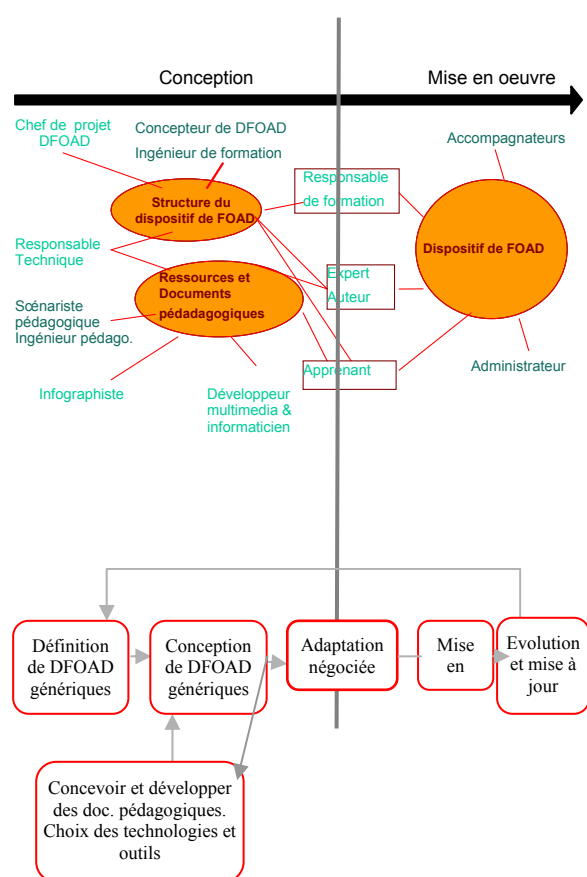 Conception
Mise en oeuvre
Chef de projet
DFOAD
Concepteur de DFOAD
Ingénieur de formation
Accompagnateurs
Structure du
dispositif de FOAD
Responsable
de formation
Dispositif de FOAD
Responsable
Technique
Ressources et
Documents
pédadagogiques
Expert
Auteur
Scénariste
pédagogique
Ingénieur pédago.
Apprenant
Administrateur
Infographiste
Développeur
multimedia &
informaticien
Définition
de DFOAD
génériques
Conception
de DFOAD
génériques
Adaptation
négociée
Mise
en
Evolution
et mise à
jour
Concevoir et développer
des doc. pédagogiques.
Choix des technologies et
outils